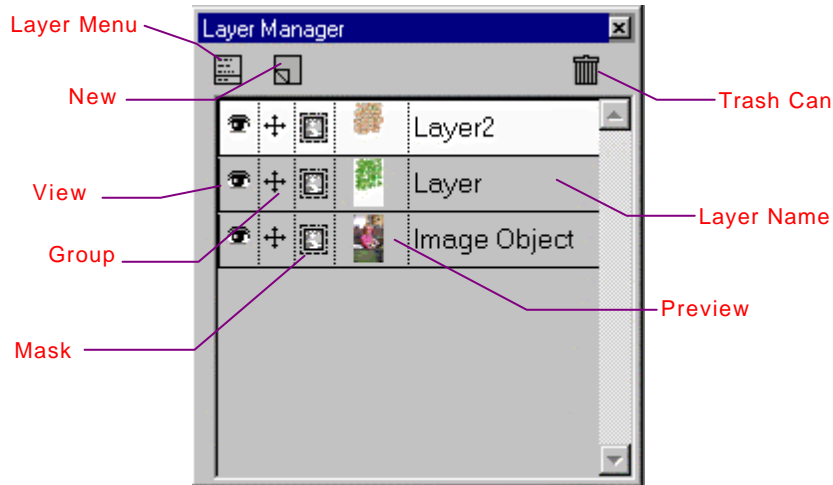 Layer Manager
Layer Menu
New
Trash Can
Layer2
View
Layer
Layer Name
Group
Image Object
Preview
Mask